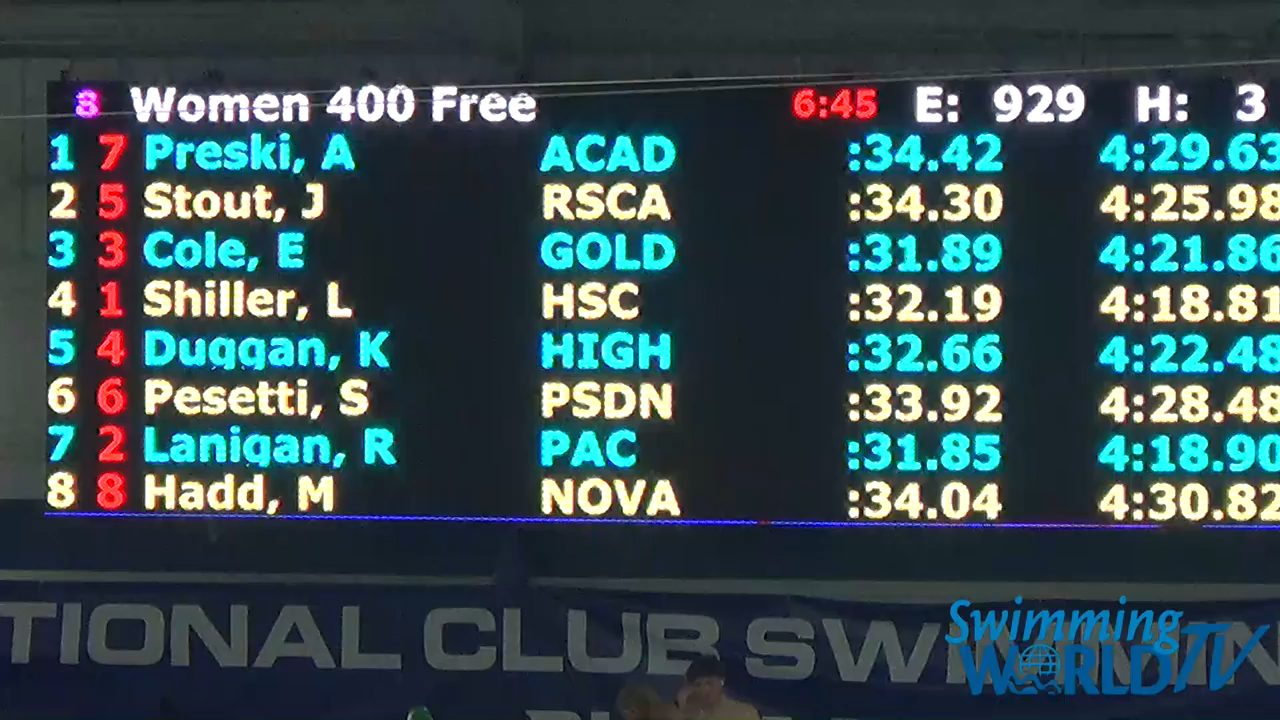 8 Women 400 Free 6:45 E: 929 H: 3
1 7 Preski, A ACAD :34.42 4:29.63
2 5 Stout, J RSCA :34.30 4:25.98
3 3 Cole, E GOLD :31.89 4:21.86
4 1 Shiller, L HSC :32.19 4:18.81
5 4 Duggan, K HIGH :32.66 4:22.48
6 6 Pesetti, S PSDN :33.92 4:28.48
7 2 Lanigan, R PAC :31.85 4:18.90
8 8 Hadd, M NOVA :34.04 4:30.82
TIONAL CLUB SW
Swimming
WORLD TV